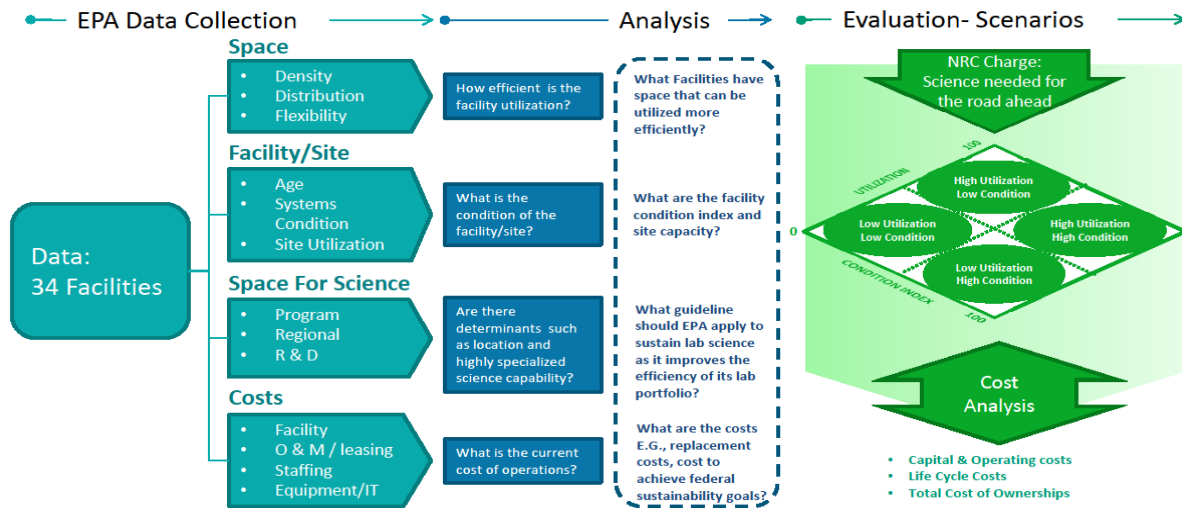 EPA Data Collection
Analysis
Evaluation- Scenarios
Data:
34 Facilities
Space
• Density
• Distribution
• Flexibility
How efficient is the
facility utilization?
What Facilities have
space that can be
utilized more
efficiently?
Facility/Site
• Age
• Systems
Condition
• Site Utilization
What is the
condition of the
facility/site?
What are the facility
condition index and
site capacity?
Space For Science
• Program
• Regional
• R & D
Are there
determinants such
as location and
highly specialized
science capability?
What guideline
should EPA apply to
sustain lab science
as it improves the
efficiency of its lab
portfolio?
Costs
• Facility
• O & M / leasing
• Staffing
• Equipment/IT
What is the current
cost of operations?
What are the costs
E.G., replacement
costs, cost to
achieve federal
sustainability goals?
NRC Charge:
Science needed for
the road ahead
100
UTILIZATION
High Utilization
Low Condition
0
Low Utilization
Low Condition
High Utilization
High Condition
Low Utilization
High Condition
CONDITION INDEX
100
Cost
Analysis
• Capital & Operating costs
• Life Cycle Costs
• Total Cost of Ownerships